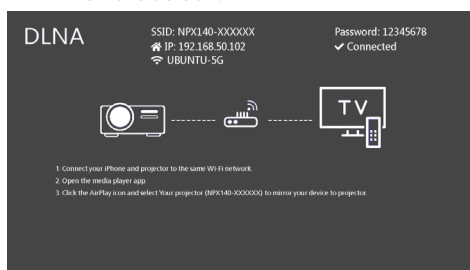 DLNA
SSID: NPX140-XXXXXX
IP: 192.168.50.102
UBUNTU-5G
Password: 12345678
Connected
TV
1. Connect your iPhone and projector to the same Wi-Fi network.
2. Open the media player app.
3. Click the AirPlay icon and select Your projector (NPX140-XXXXXX) to mirror your device to projector.